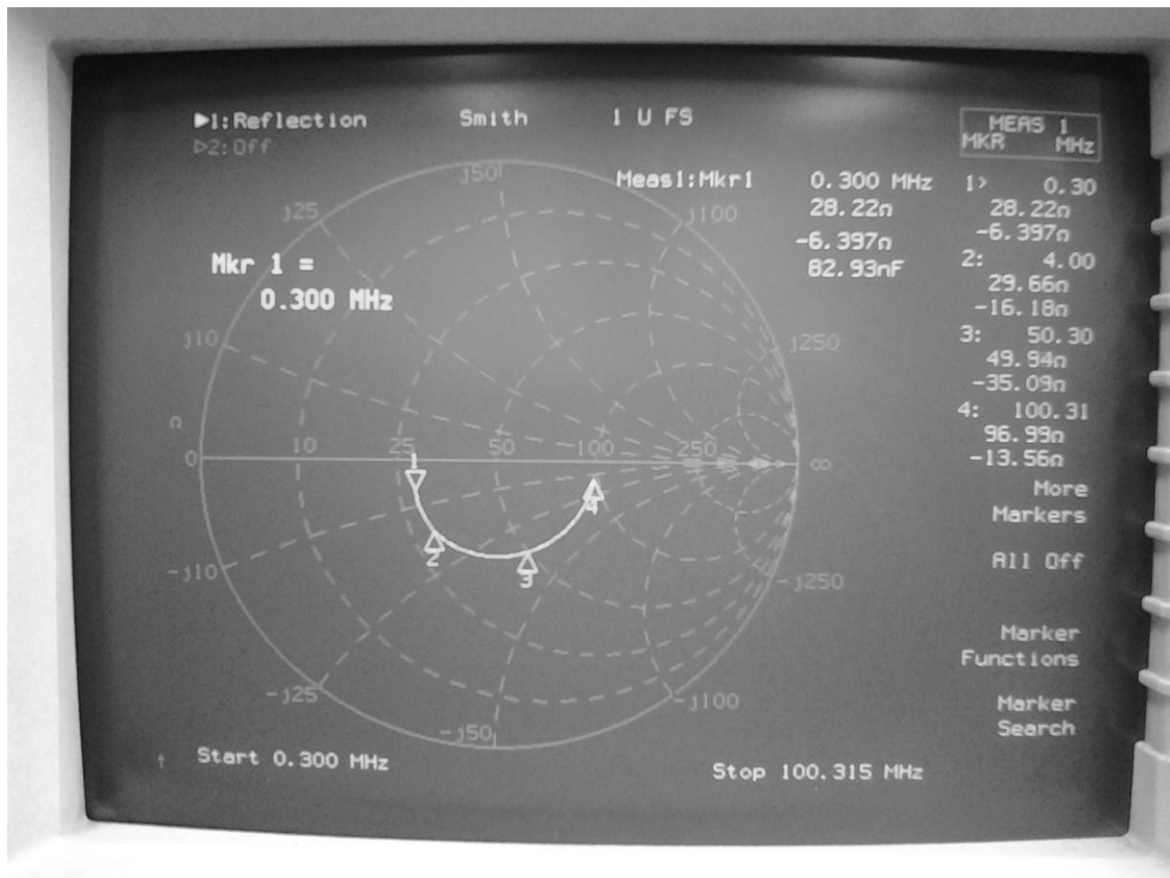 ▶1:Reflection Smith 1 U FS
▷2:Off
MEAS 1
MKR MHz
Meas1:Mkr1 0.300 MHz
28.22Ω
-6.397Ω
82.93nF
Mkr 1 =
0.300 MHz
1> 0.30
28.22Ω
-6.397Ω
2: 4.00
29.66Ω
-16.18Ω
3: 50.30
49.94Ω
-35.09Ω
4: 100.31
96.99Ω
-13.56Ω
j50
j25
j100
j10
j250
Ω
0 10 25 50 100 250 ∞
1
2
3
4
-j10
-j250
-j25
-j100
-j50
More
Markers
All Off
Marker
Functions
Marker
Search
↑ Start 0.300 MHz
Stop 100.315 MHz